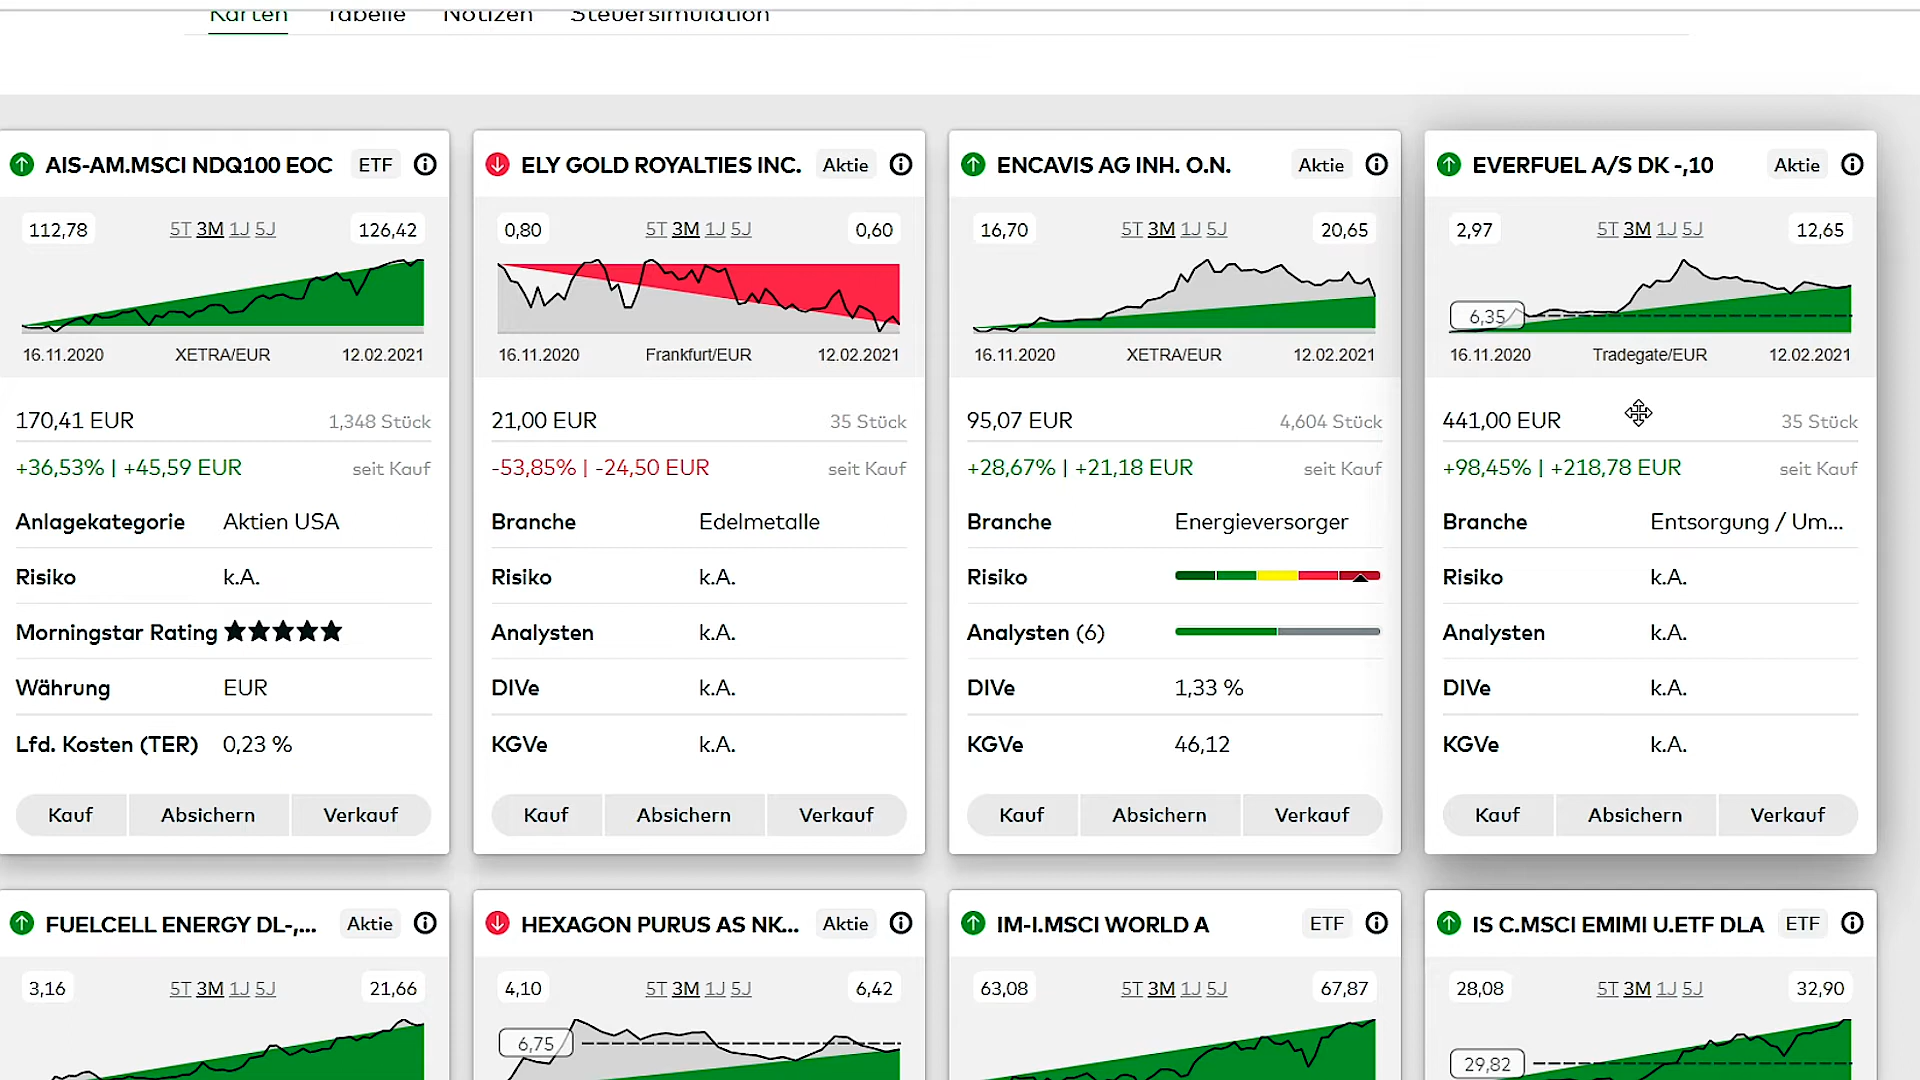 Karten Tabelle Notizen Steuersimulation
AIS-AM.MSCI NDQ100 EOC ETF
112,78 5T 3M 1J 5J 126,42
16.11.2020 XETRA/EUR 12.02.2021
170,41 EUR 1,348 Stück
+36,53% | +45,59 EUR seit Kauf
Anlagekategorie Aktien USA
Risiko k.A.
Morningstar Rating
Währung EUR
Lfd. Kosten (TER) 0,23 %
Kauf Absichern Verkauf
ELY GOLD ROYALTIES INC. Aktie
0,80 5T 3M 1J 5J 0,60
16.11.2020 Frankfurt/EUR 12.02.2021
21,00 EUR 35 Stück
-53,85% | -24,50 EUR seit Kauf
Branche Edelmetalle
Risiko k.A.
Analysten k.A.
DIVe k.A.
KGVe k.A.
Kauf Absichern Verkauf
ENCAVIS AG INH. O.N. Aktie
16,70 5T 3M 1J 5J 20,65
16.11.2020 XETRA/EUR 12.02.2021
95,07 EUR 4,604 Stück
+28,67% | +21,18 EUR seit Kauf
Branche Energieversorger
Risiko
Analysten (6)
DIVe 1,33 %
KGVe 46,12
Kauf Absichern Verkauf
EVERFUEL A/S DK -,10 Aktie
2,97 5T 3M 1J 5J 12,65
6,35
16.11.2020 Tradegate/EUR 12.02.2021
441,00 EUR 35 Stück
+98,45% | +218,78 EUR seit Kauf
Branche Entsorgung / Um...
Risiko k.A.
Analysten k.A.
DIVe k.A.
KGVe k.A.
Kauf Absichern Verkauf
FUELCELL ENERGY DL-,... Aktie
3,16 5T 3M 1J 5J 21,66
HEXAGON PURUS AS NK... Aktie
4,10 5T 3M 1J 5J 6,42
6,75
IM-I.MSCI WORLD A ETF
63,08 5T 3M 1J 5J 67,87
IS C.MSCI EMIMI U.ETF DLA ETF
28,08 5T 3M 1J 5J 32,90
29,82